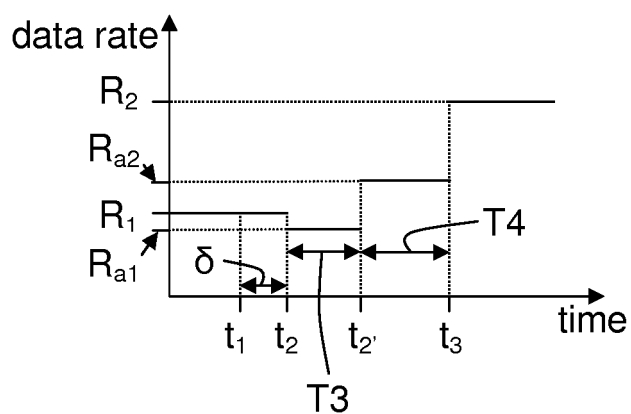 data rate
R₂
Rₐ₂
R₁
Rₐ₁
δ
T4
t₁ t₂ t₂' t₃
time
T3